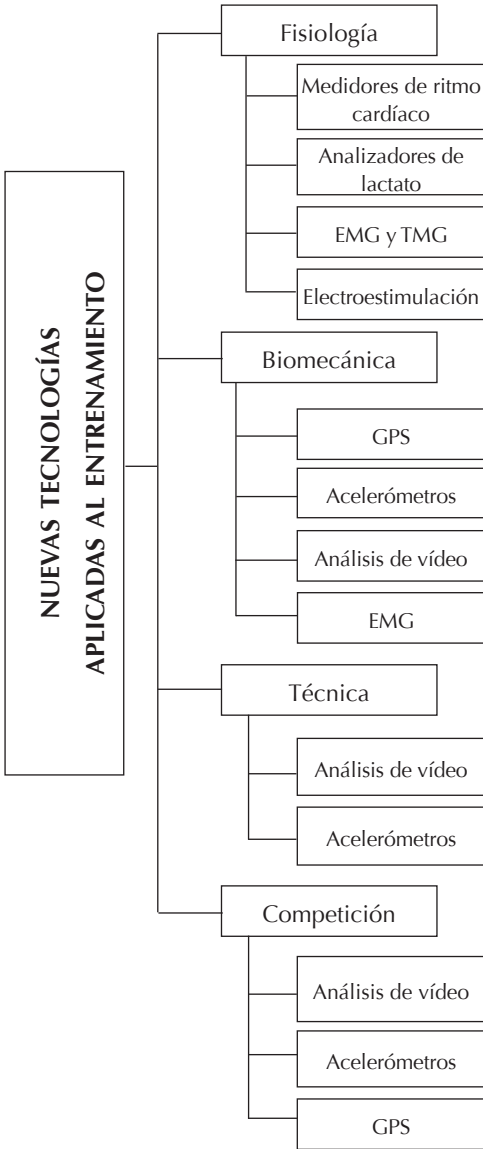 NUEVAS TECNOLOGÍAS
APLICADAS AL ENTRENAMIENTO
Fisiología
Medidores de ritmo
cardíaco
Analizadores de
lactato
EMG y TMG
Electroestimulación
Biomecánica
GPS
Acelerómetros
Análisis de vídeo
EMG
Técnica
Análisis de vídeo
Acelerómetros
Competición
Análisis de vídeo
Acelerómetros
GPS